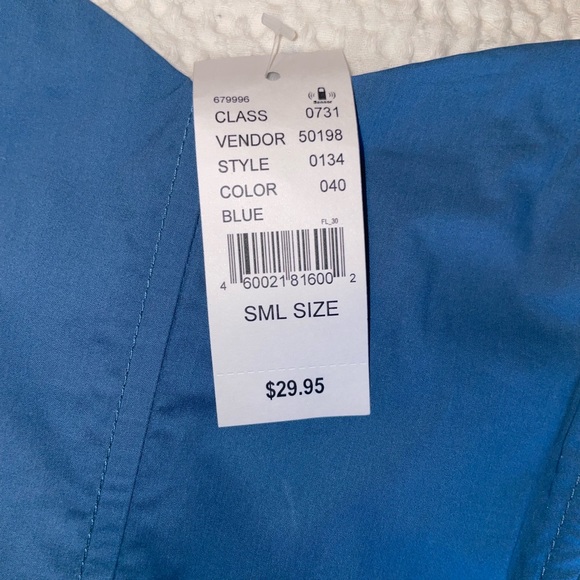 679996
Sensor
CLASS 0731
VENDOR 50198
STYLE 0134
COLOR 040
BLUE
FL_30
4 60021 81600 2
SML SIZE
$29.95